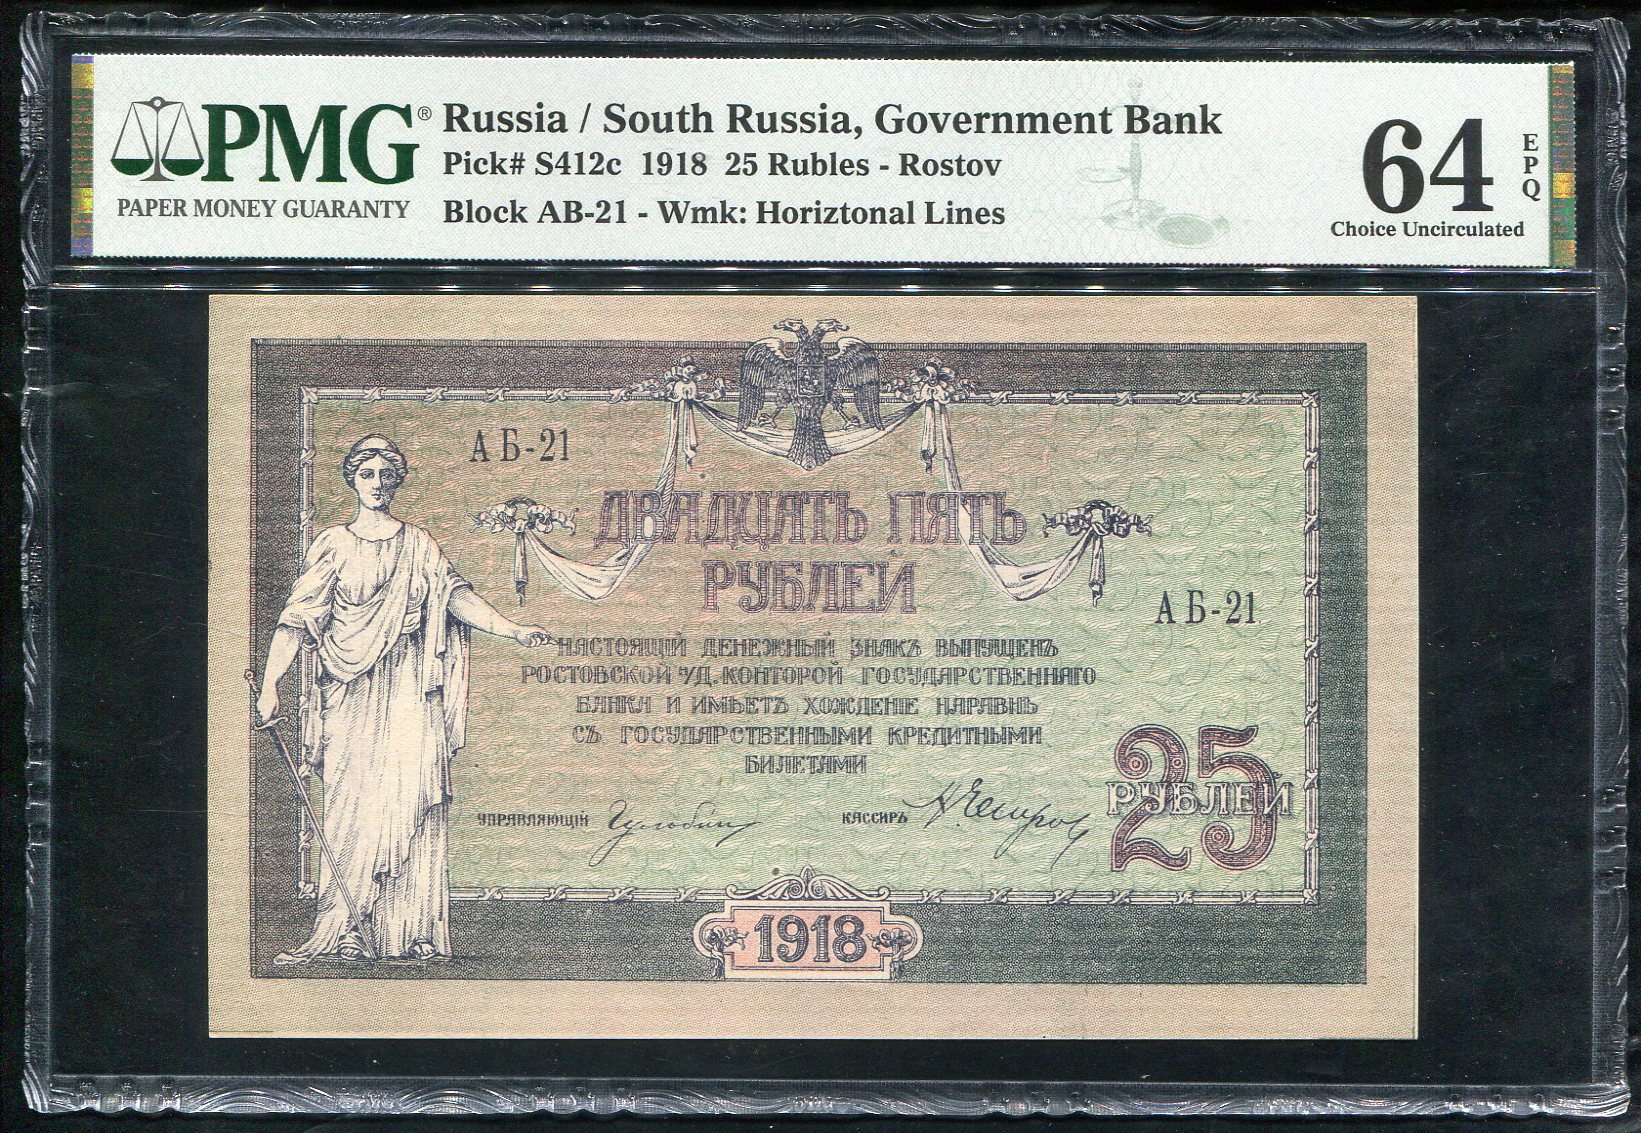 PMG® Russia / South Russia, Government Bank
Pick# S412c 1918 25 Rubles - Rostov
PAPER MONEY GUARANTY
Block AB-21 - Wmk: Horiztonal Lines
64 EPQ
Choice Uncirculated
АБ-21
ДВАДЦАТЬ ПЯТЬ
РУБЛЕЙ
АБ-21
НАСТОЯЩІЙ ДЕНЕЖНЫЙ ЗНАКЪ ВЫПУЩЕНЪ
РОСТОВСКОЙ УД. КОНТОРОЙ ГОСУДАРСТВЕННАГО
БАНКА И ИМѢЕТЪ ХОЖДЕНІЕ НАРАВНѢ
СЪ ГОСУДАРСТВЕННЫМИ КРЕДИТНЫМИ
БИЛЕТАМИ
25
РУБЛЕЙ
УПРАВЛЯЮЩІЙ
КАССИРЪ
1918